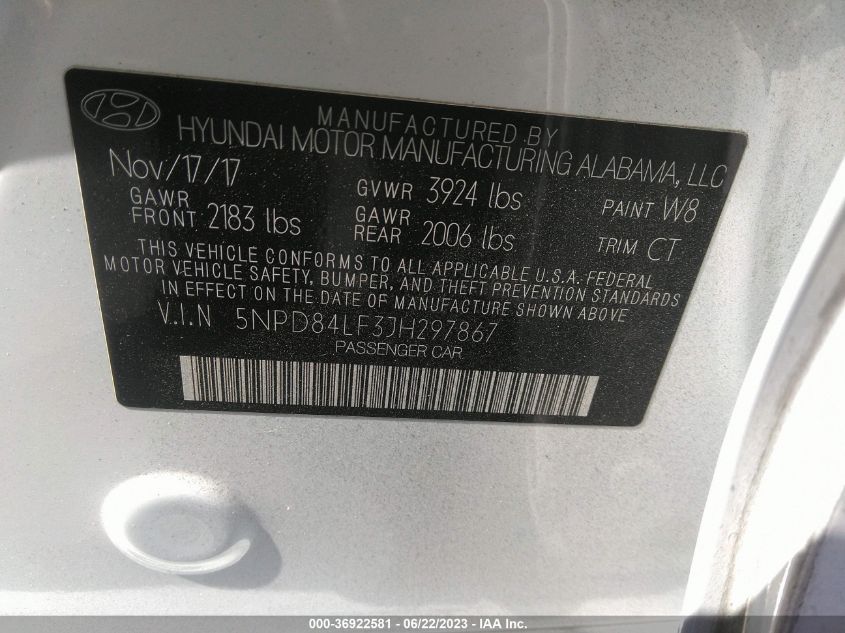 MANUFACTURED BY
HYUNDAI MOTOR MANUFACTURING ALABAMA, LLC
Nov/17/17
GVWR 3924 lbs
PAINT W8
GAWR FRONT 2183 lbs
GAWR REAR 2006 lbs
TRIM CT
THIS VEHICLE CONFORMS TO ALL APPLICABLE U.S.A. FEDERAL
MOTOR VEHICLE SAFETY, BUMPER, AND THEFT PREVENTION STANDARDS
IN EFFECT ON THE DATE OF MANUFACTURE SHOWN ABOVE.
V.I.N 5NPD84LF3JH297867
PASSENGER CAR
000-36922581 - 06/22/2023 - IAA Inc.